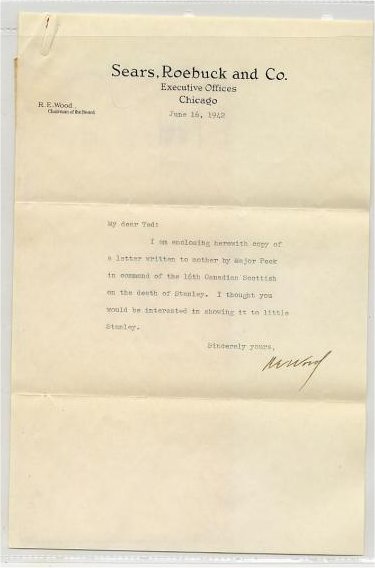 Sears, Roebuck and Co.
Executive Offices
Chicago
R.E. Wood
Chairman of the Board
June 16, 1942
My dear Ted:
I am enclosing herewith copy of
a letter written to mother by Major Peck
in command of the 16th Canadian Scottish
on the death of Stanley. I thought you
would be interested in showing it to little
Stanley.
Sincerely yours,
RE Wood